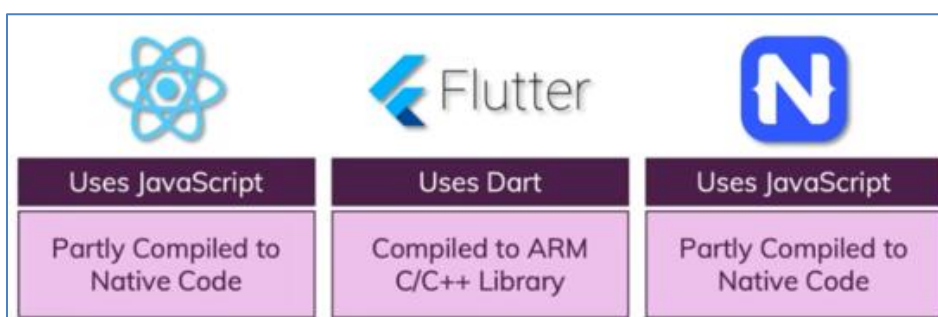 Flutter
N
Uses JavaScript
Uses Dart
Uses JavaScript
Partly Compiled to
Native Code
Compiled to ARM
C/C++ Library
Partly Compiled to
Native Code